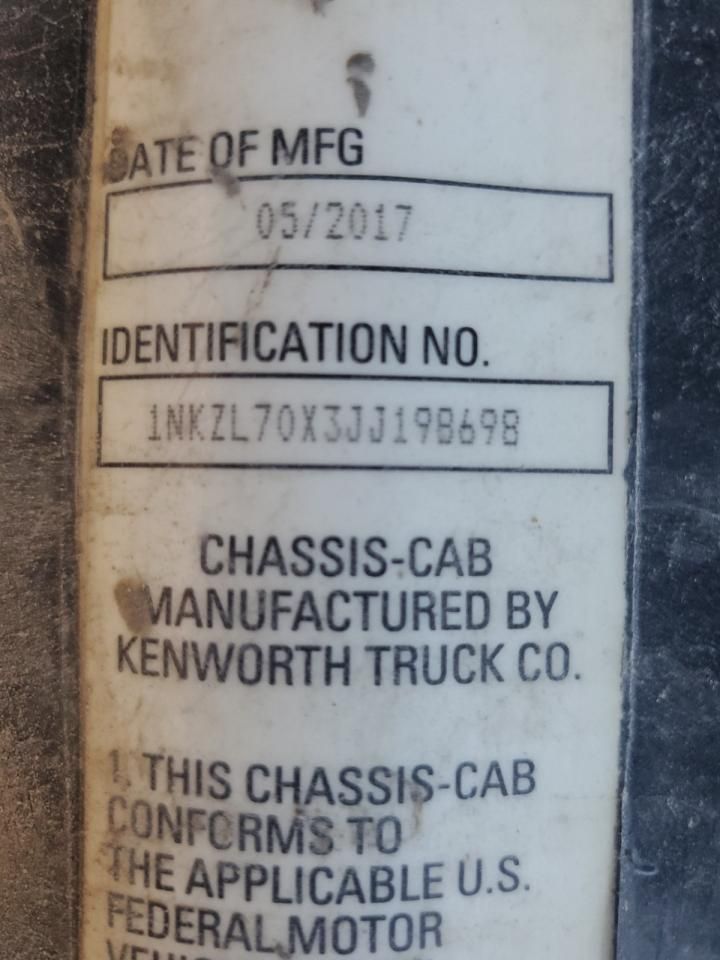 DATE OF MFG
05/2017
IDENTIFICATION NO.
1NKZL70X3JJ198698
CHASSIS-CAB
MANUFACTURED BY
KENWORTH TRUCK CO.
1. THIS CHASSIS-CAB
CONFORMS TO
THE APPLICABLE U.S.
FEDERAL MOTOR